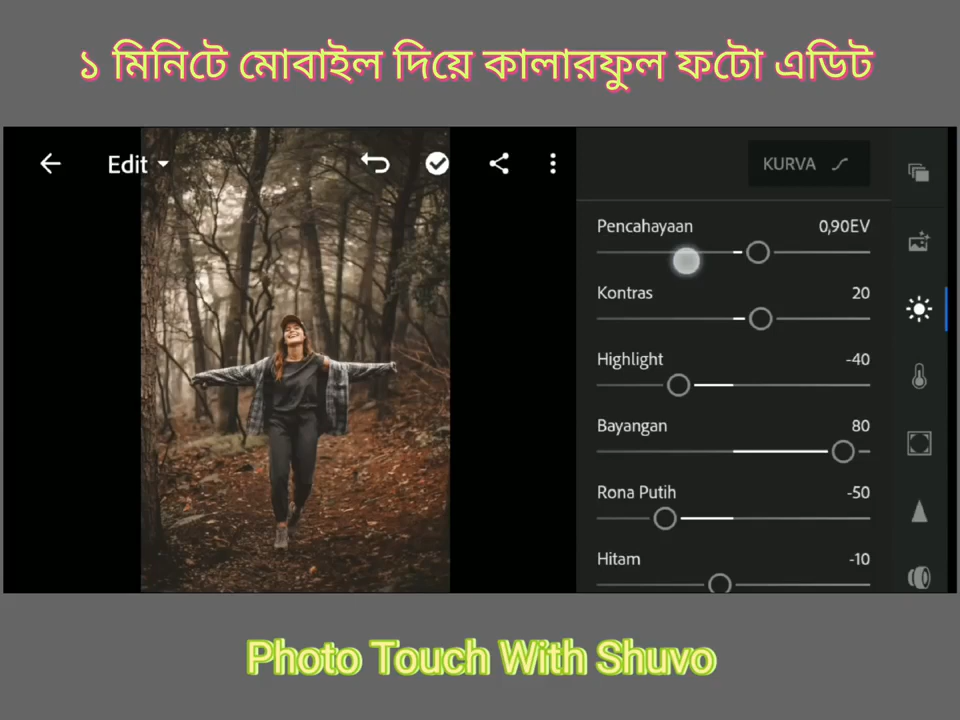 ১ মিনিটে মোবাইল দিয়ে কালারফুল ফটো এডিট
Edit
KURVA
Pencahayaan 0,90EV
Kontras 20
Highlight -40
Bayangan 80
Rona Putih -50
Hitam -10
Photo Touch With Shuvo